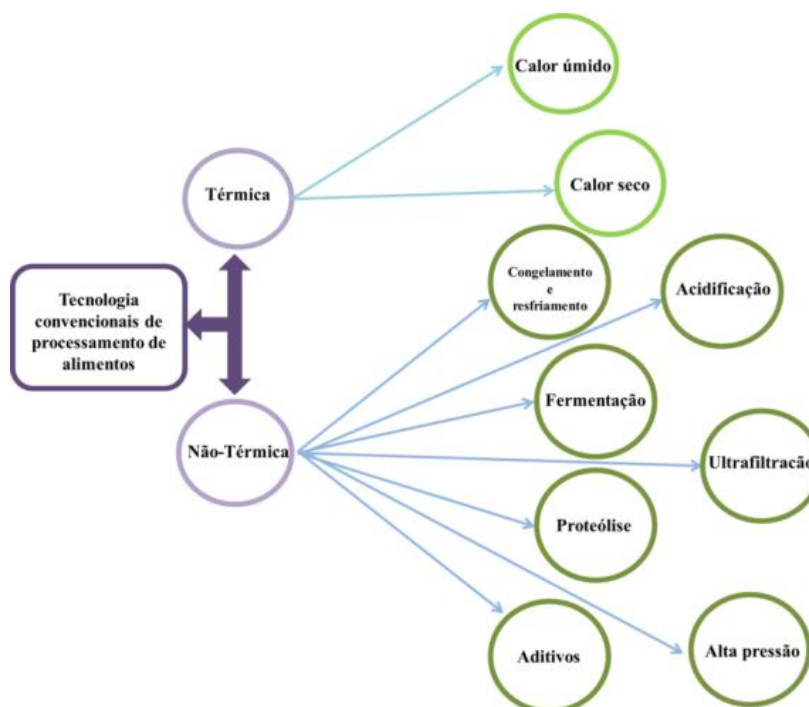 Calor úmido
Térmica
Calor seco
Tecnologia
convencionais de
processamento de
alimentos
Não-Térmica
Congelamento
e
resfriamento
Acidificação
Fermentação
Ultrafiltracão
Proteólise
Aditivos
Alta pressão